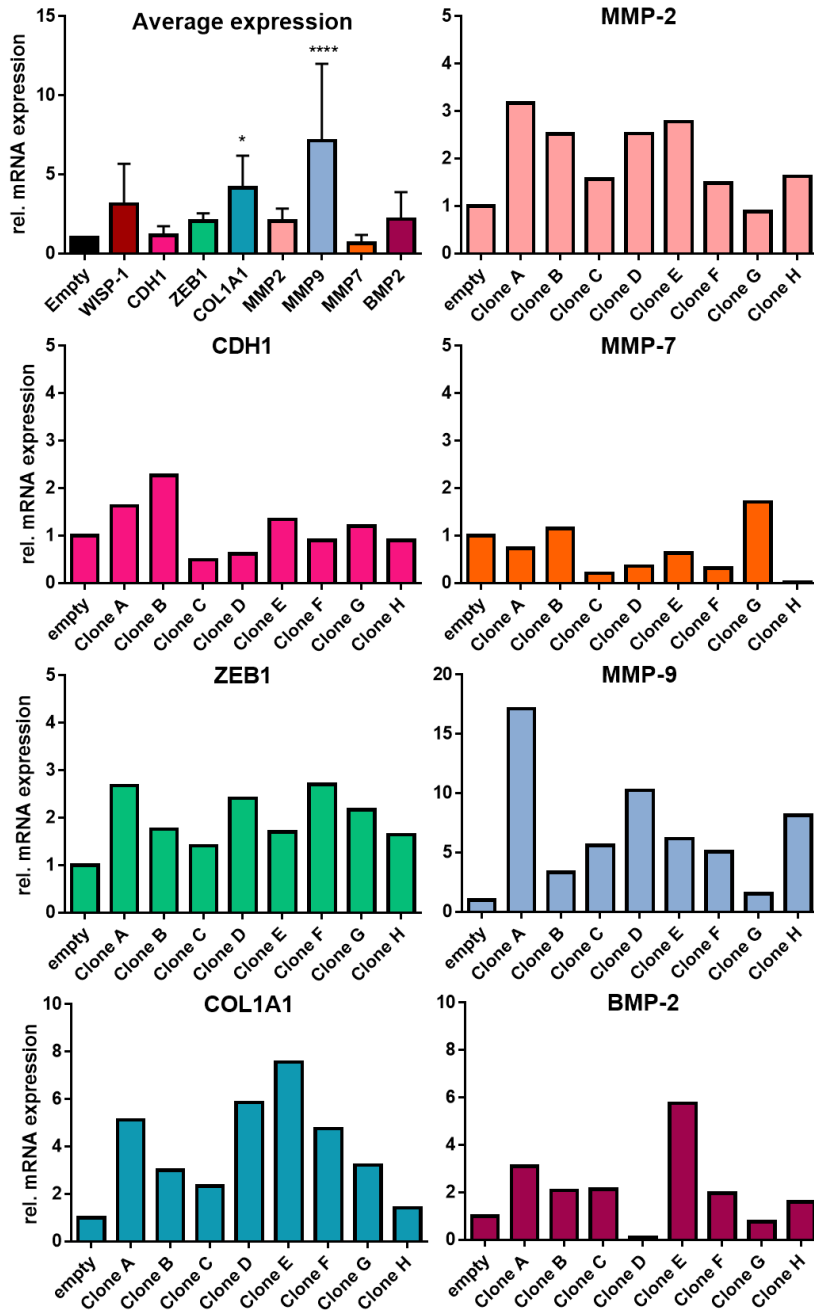 Average expression
rel. mRNA expression
15
10
5
0
*
****
Empty
WISP-1
CDH1
ZEB1
COL1A1
MMP2
MMP9
MMP7
BMP2
MMP-2
5
4
3
2
1
0
empty
Clone A
Clone B
Clone C
Clone D
Clone E
Clone F
Clone G
Clone H
CDH1
rel. mRNA expression
5
4
3
2
1
0
empty
Clone A
Clone B
Clone C
Clone D
Clone E
Clone F
Clone G
Clone H
MMP-7
5
4
3
2
1
0
empty
Clone A
Clone B
Clone C
Clone D
Clone E
Clone F
Clone G
Clone H
ZEB1
rel. mRNA expression
5
4
3
2
1
0
empty
Clone A
Clone B
Clone C
Clone D
Clone E
Clone F
Clone G
Clone H
MMP-9
20
15
10
5
0
empty
Clone A
Clone B
Clone C
Clone D
Clone E
Clone F
Clone G
Clone H
COL1A1
rel. mRNA expression
10
8
6
4
2
0
empty
Clone A
Clone B
Clone C
Clone D
Clone E
Clone F
Clone G
Clone H
BMP-2
10
8
6
4
2
0
empty
Clone A
Clone B
Clone C
Clone D
Clone E
Clone F
Clone G
Clone H